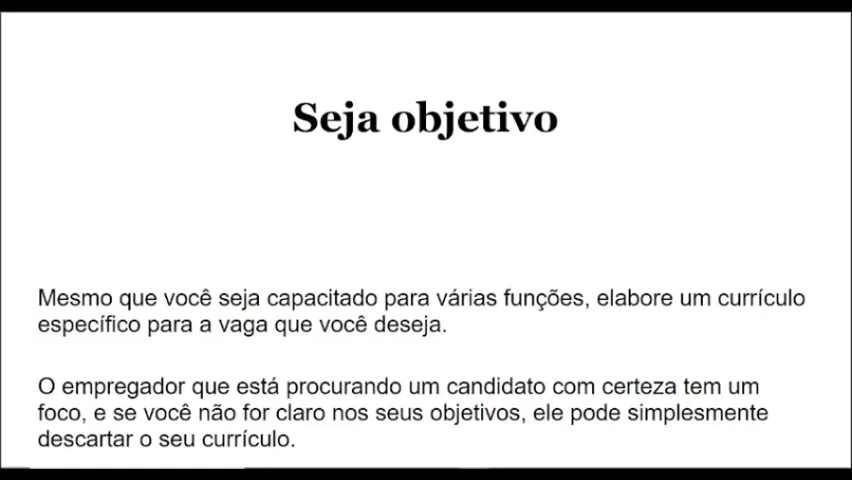 Seja objetivo
Mesmo que você seja capacitado para várias funções, elabore um currículo
específico para a vaga que você deseja.
O empregador que está procurando um candidato com certeza tem um
foco, e se você não for claro nos seus objetivos, ele pode simplesmente
descartar o seu currículo.